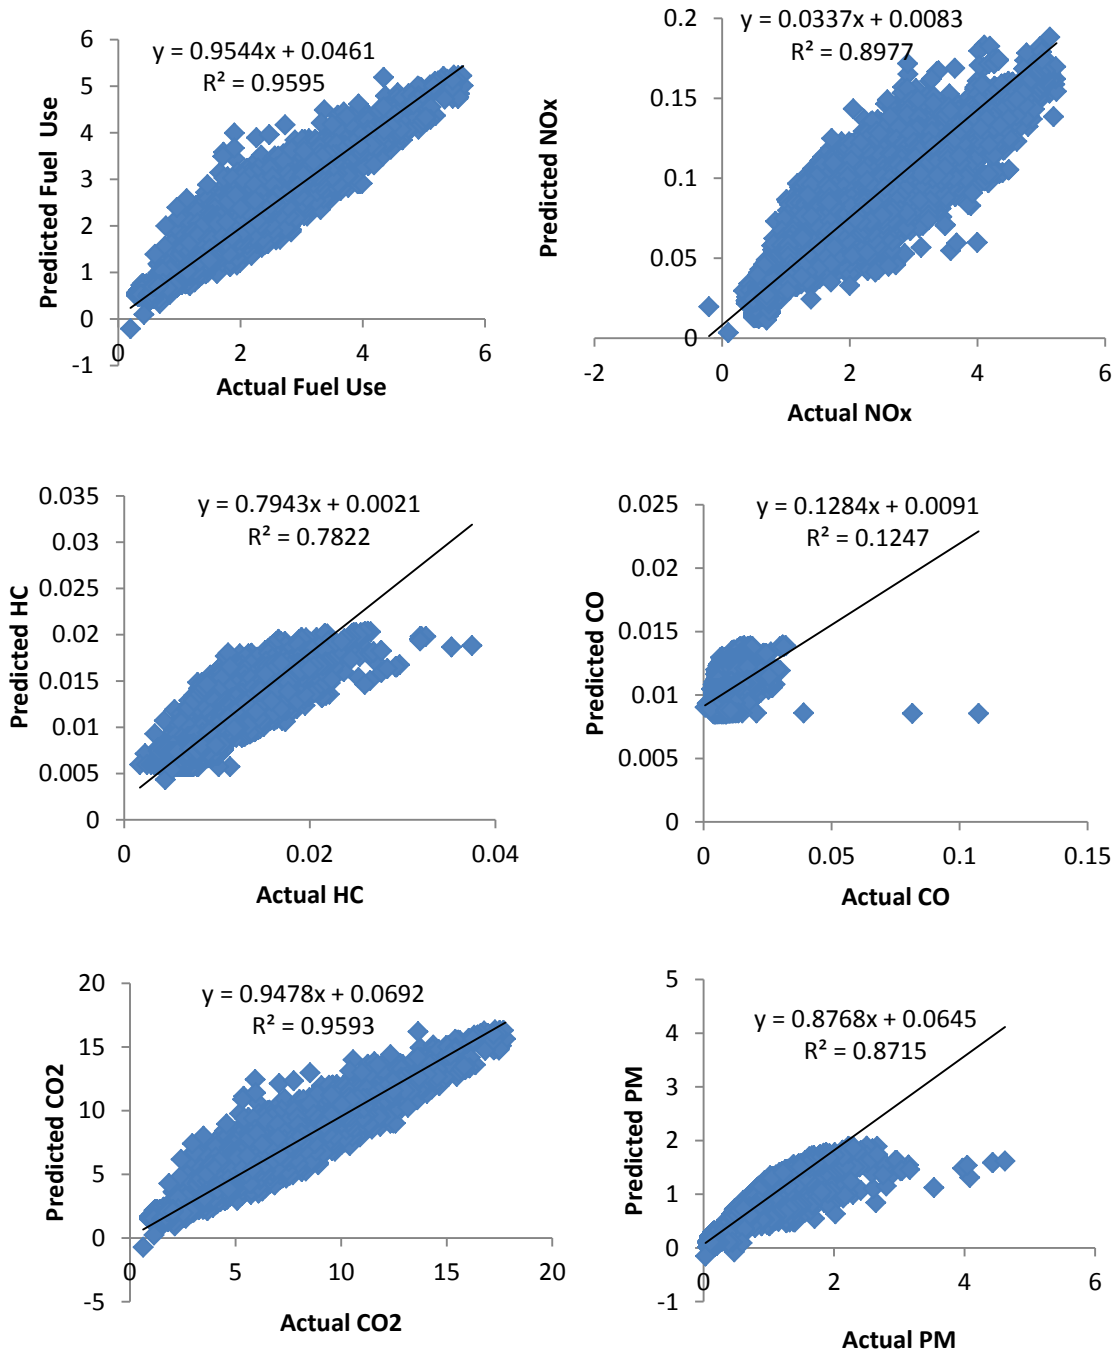 y = 0.9544x + 0.0461
R² = 0.9595
Predicted Fuel Use
6
5
4
3
2
1
0
-1
0 2 4 6
Actual Fuel Use
y = 0.0337x + 0.0083
R² = 0.8977
Predicted NOx
0.2
0.15
0.1
0.05
0
-2 0 2 4 6
Actual NOx
y = 0.7943x + 0.0021
R² = 0.7822
Predicted HC
0.035
0.03
0.025
0.02
0.015
0.01
0.005
0
0 0.02 0.04
Actual HC
y = 0.1284x + 0.0091
R² = 0.1247
Predicted CO
0.025
0.02
0.015
0.01
0.005
0
0 0.05 0.1 0.15
Actual CO
y = 0.9478x + 0.0692
R² = 0.9593
Predicted CO2
20
15
10
5
0
-5
0 5 10 15 20
Actual CO2
y = 0.8768x + 0.0645
R² = 0.8715
Predicted PM
5
4
3
2
1
0
-1
0 2 4 6
Actual PM